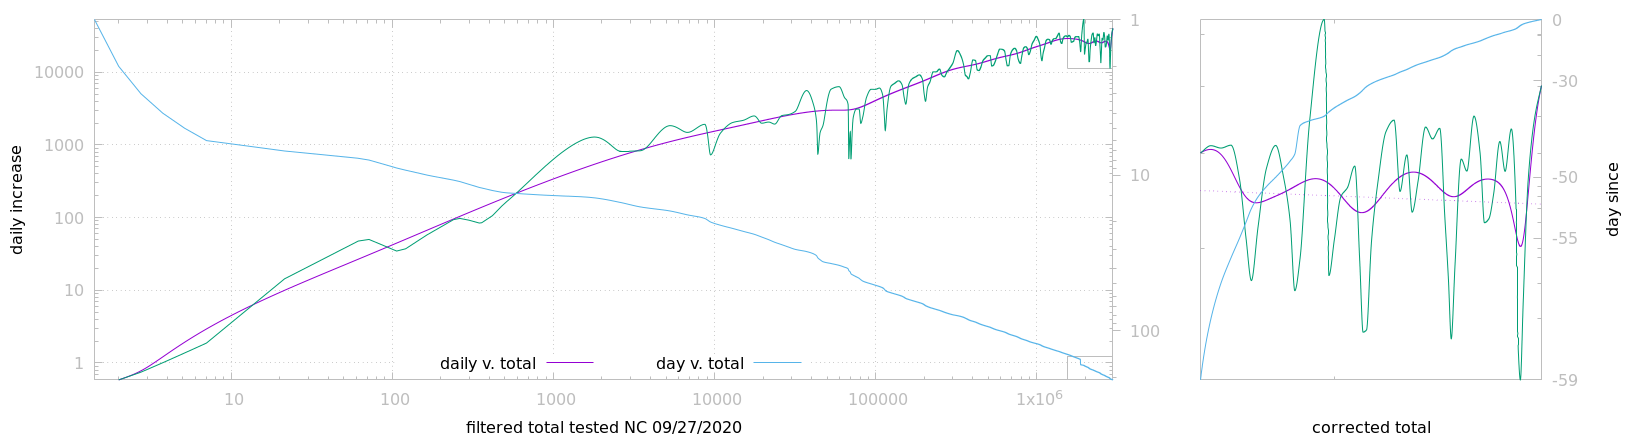 daily increase
10000
1000
100
10
1
1
10
100
daily v. total
day v. total
10
100
1000
10000
100000
1x10⁶
filtered total tested NC 09/27/2020
0
-30
-50
-55
-59
day since
corrected total